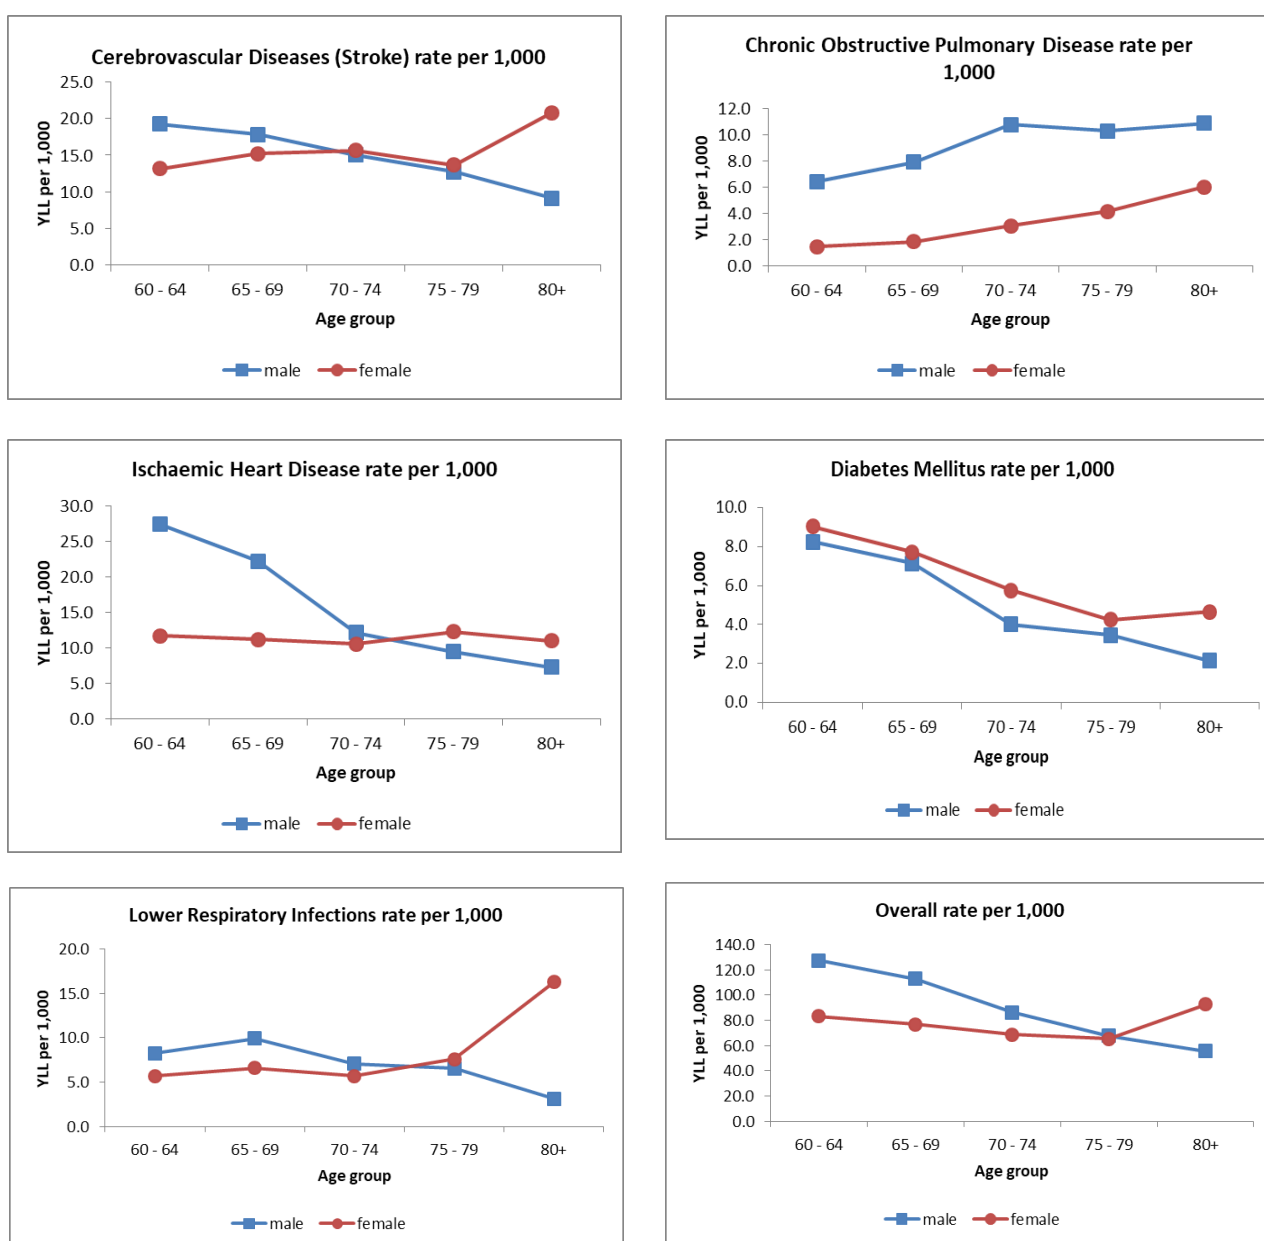 Cerebrovascular Diseases (Stroke) rate per 1,000
25.0
20.0
15.0
10.0
5.0
0.0
YLL per 1,000
60 - 64 65 - 69 70 - 74 75 - 79 80+
Age group
male female
Chronic Obstructive Pulmonary Disease rate per
1,000
12.0
10.0
8.0
6.0
4.0
2.0
0.0
YLL per 1,000
60 - 64 65 - 69 70 - 74 75 - 79 80+
Age group
male female
Ischaemic Heart Disease rate per 1,000
30.0
25.0
20.0
15.0
10.0
5.0
0.0
YLL per 1,000
60 - 64 65 - 69 70 - 74 75 - 79 80+
Age group
male female
Diabetes Mellitus rate per 1,000
10.0
8.0
6.0
4.0
2.0
0.0
YLL per 1,000
60 - 64 65 - 69 70 - 74 75 - 79 80+
Age group
male female
Lower Respiratory Infections rate per 1,000
20.0
15.0
10.0
5.0
0.0
YLL per 1,000
60 - 64 65 - 69 70 - 74 75 - 79 80+
Age group
male female
Overall rate per 1,000
140.0
120.0
100.0
80.0
60.0
40.0
20.0
0.0
YLL per 1,000
60 - 64 65 - 69 70 - 74 75 - 79 80+
Age group
male female